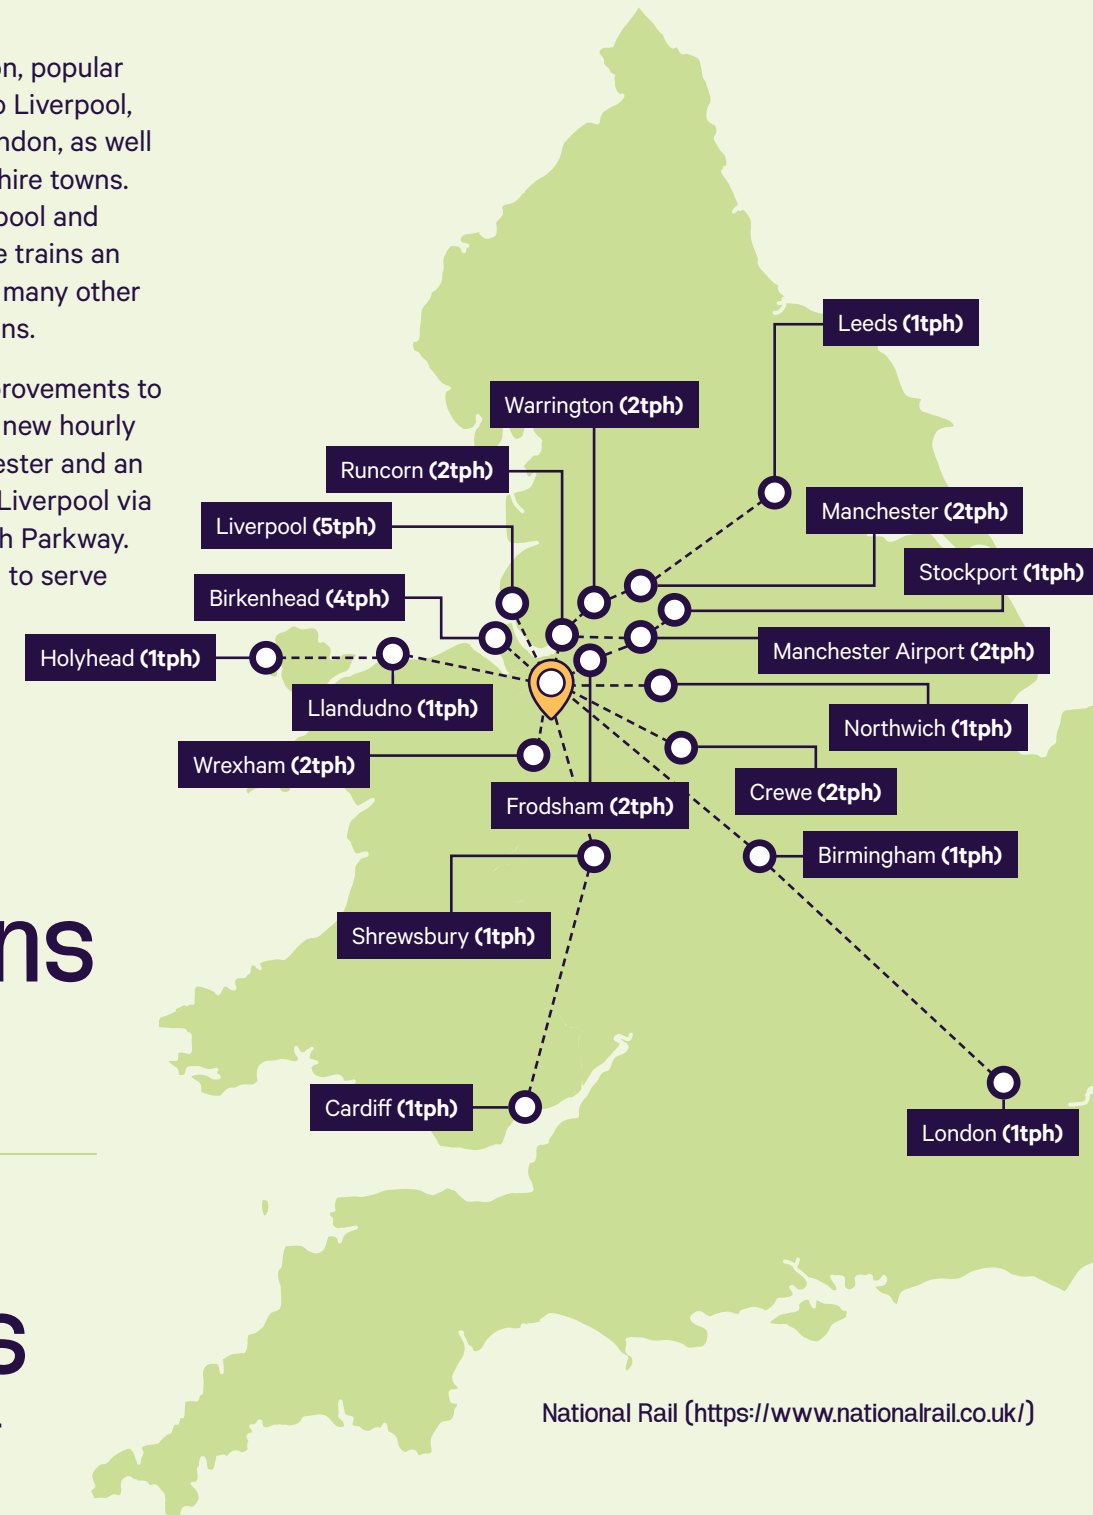 on, popular
o Liverpool,
ndon, as well
hire towns.
pool and
e trains an
many other
ns.
provements to
new hourly
ester and an
Liverpool via
h Parkway.
to serve
Leeds (1tph)
Warrington (2tph)
Runcorn (2tph)
Manchester (2tph)
Liverpool (5tph)
Stockport (1tph)
Birkenhead (4tph)
Holyhead (1tph)
Manchester Airport (2tph)
Llandudno (1tph)
Northwich (1tph)
Wrexham (2tph)
Crewe (2tph)
Frodsham (2tph)
Birmingham (1tph)
Shrewsbury (1tph)
ns
Cardiff (1tph)
London (1tph)
s
National Rail (https://www.nationalrail.co.uk/)